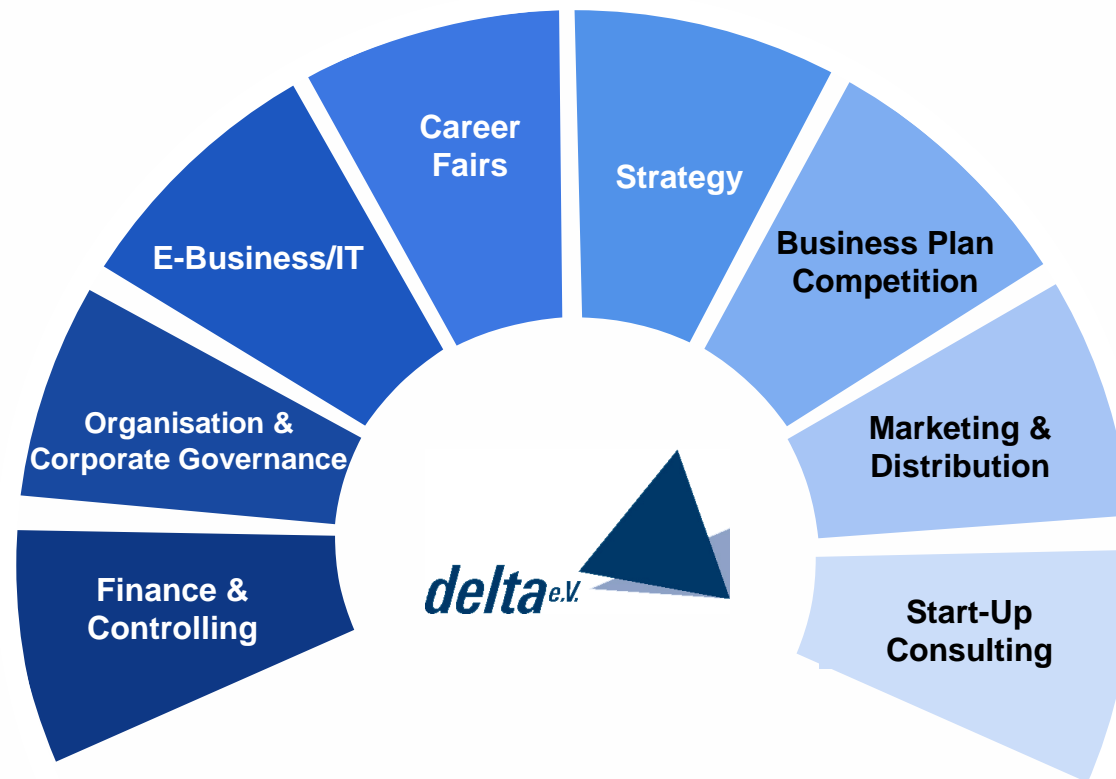 Career
Fairs
Strategy
E-Business/IT
Business Plan
Competition
Organisation &
Corporate Governance
Marketing &
Distribution
Finance &
Controlling
delta e.V.
Start-Up
Consulting